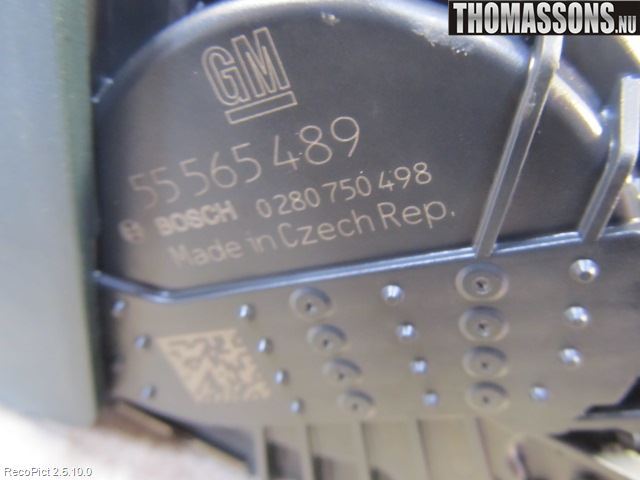 THOMASSONS.NU
GM
55565489
BOSCH 0280750498
Made in Czech Rep.
RecoPict 2.5.10.0